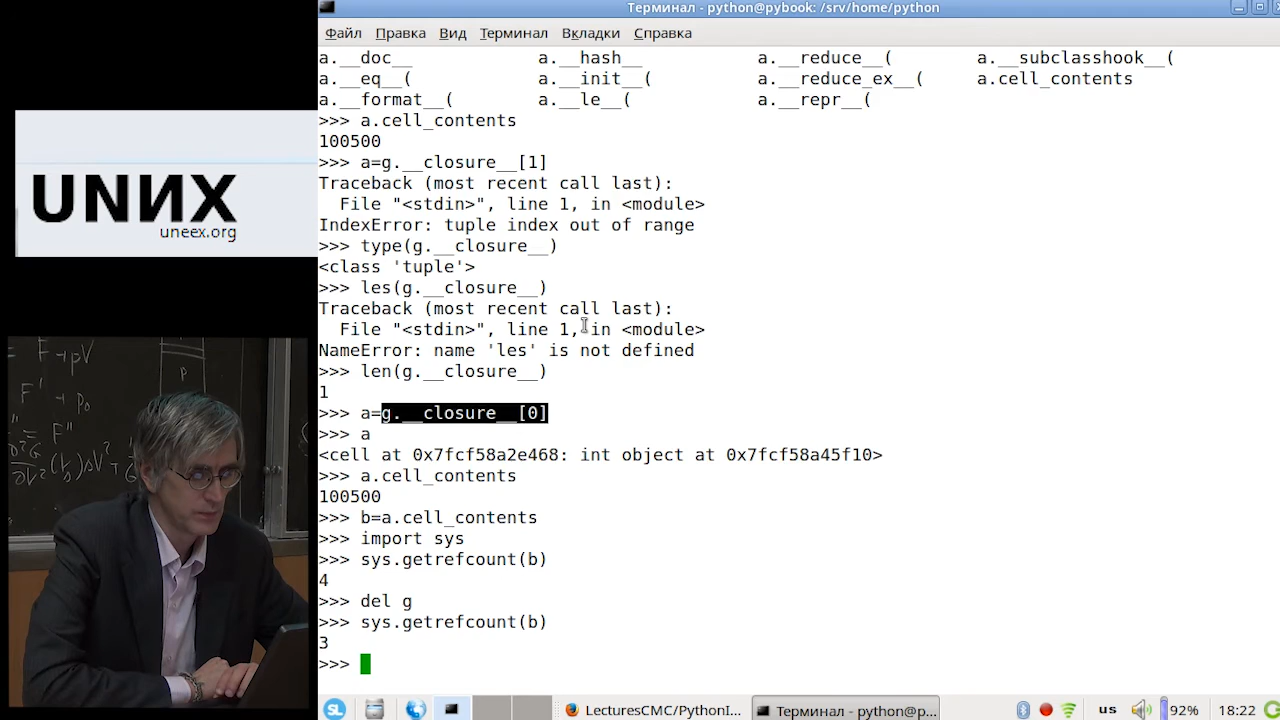 Терминал - python@pybook: /srv/home/python
Файл Правка Вид Терминал Вкладки Справка
a.__doc__ a.__hash__ a.__reduce__( a.__subclasshook__(
a.__eq__( a.__init__( a.__reduce_ex__( a.cell_contents
a.__format__( a.__le__( a.__repr__(
>>> a.cell_contents
100500
>>> a=g.__closure__[1]
Traceback (most recent call last):
File "<stdin>", line 1, in <module>
IndexError: tuple index out of range
>>> type(g.__closure__)
<class 'tuple'>
>>> les(g.__closure__)
Traceback (most recent call last):
File "<stdin>", line 1, in <module>
NameError: name 'les' is not defined
>>> len(g.__closure__)
1
>>> a=g.__closure__[0]
>>> a
<cell at 0x7fcf58a2e468: int object at 0x7fcf58a45f10>
>>> a.cell_contents
100500
>>> b=a.cell_contents
>>> import sys
>>> sys.getrefcount(b)
4
>>> del g
>>> sys.getrefcount(b)
3
>>>
LecturesCMC/PythonI... Терминал - python@p... us 92% 18:22
UNИX
uneex.org